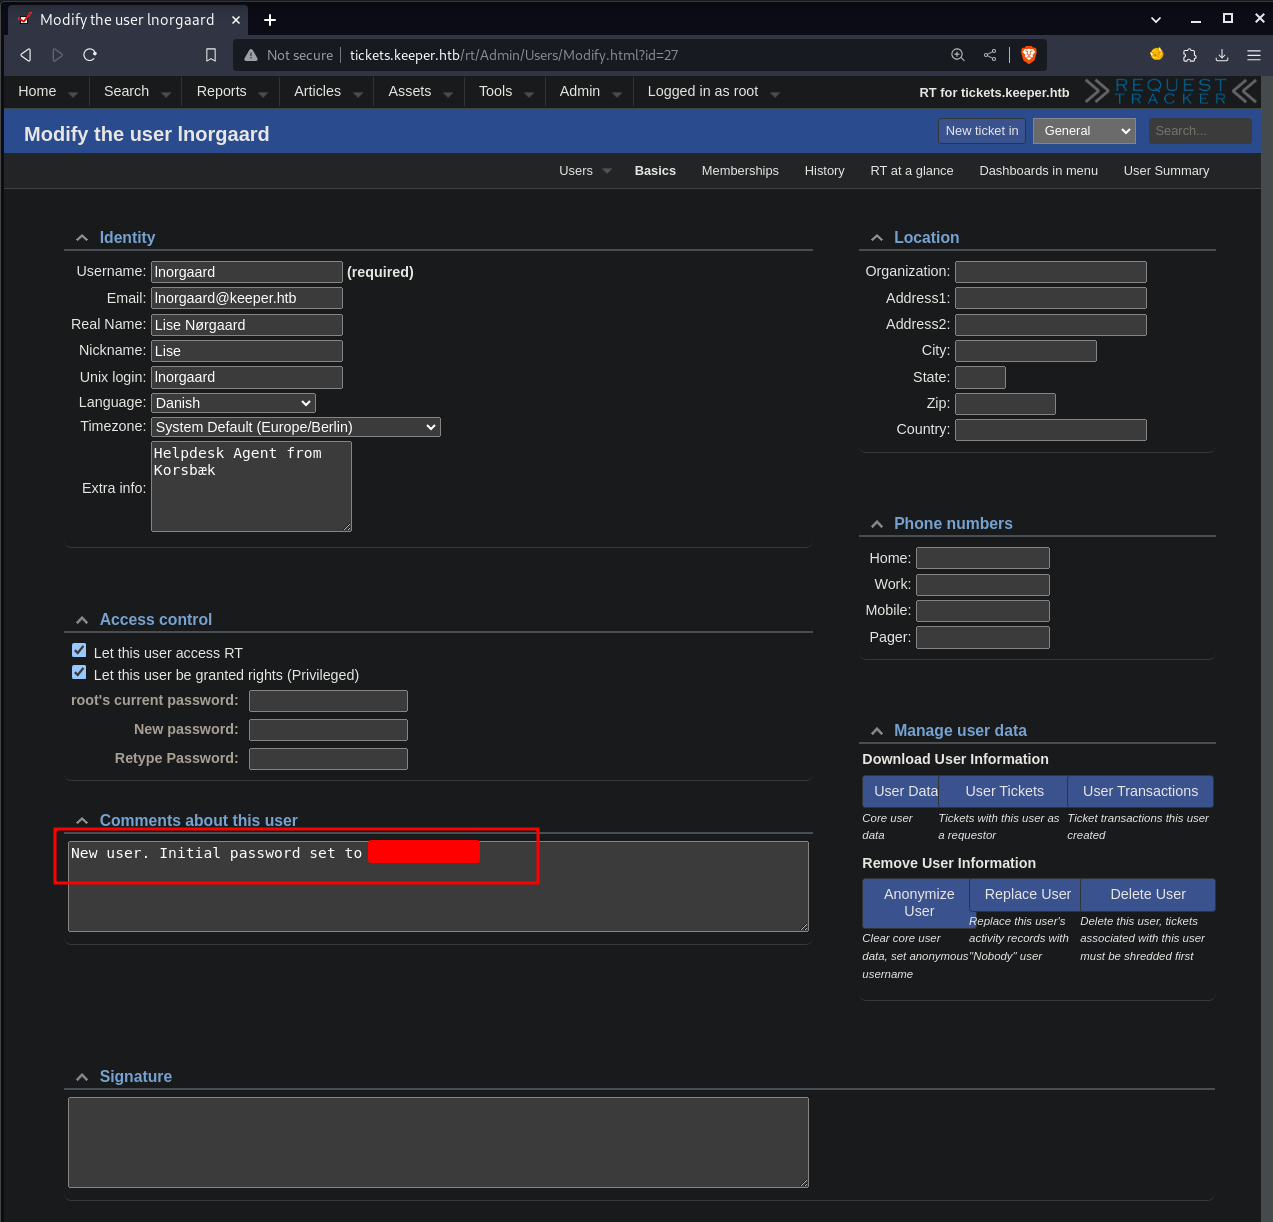 Modify the user lnorgaard
Not secure
tickets.keeper.htb/rt/Admin/Users/Modify.html?id=27
Home Search Reports Articles Assets Tools Admin Logged in as root
RT for tickets.keeper.htb
REQUEST
TRACKER
Modify the user lnorgaard
New ticket in
General
Search...
Users Basics Memberships History RT at a glance Dashboards in menu User Summary
Identity
Username: lnorgaard (required)
Email: lnorgaard@keeper.htb
Real Name: Lise Nørgaard
Nickname: Lise
Unix login: lnorgaard
Language: Danish
Timezone: System Default (Europe/Berlin)
Extra info: Helpdesk Agent from
Korsbæk
Access control
Let this user access RT
Let this user be granted rights (Privileged)
root's current password:
New password:
Retype Password:
Comments about this user
New user. Initial password set to
Location
Organization:
Address1:
Address2:
City:
State:
Zip:
Country:
Phone numbers
Home:
Work:
Mobile:
Pager:
Manage user data
Download User Information
User Data User Tickets User Transactions
Core user
data
Tickets with this user as
a requestor
Ticket transactions this user
created
Remove User Information
Anonymize
User
Replace User
Delete User
Clear core user
data, set anonymous
username
Replace this user's
activity records with
"Nobody" user
Delete this user, tickets
associated with this user
must be shredded first
Signature